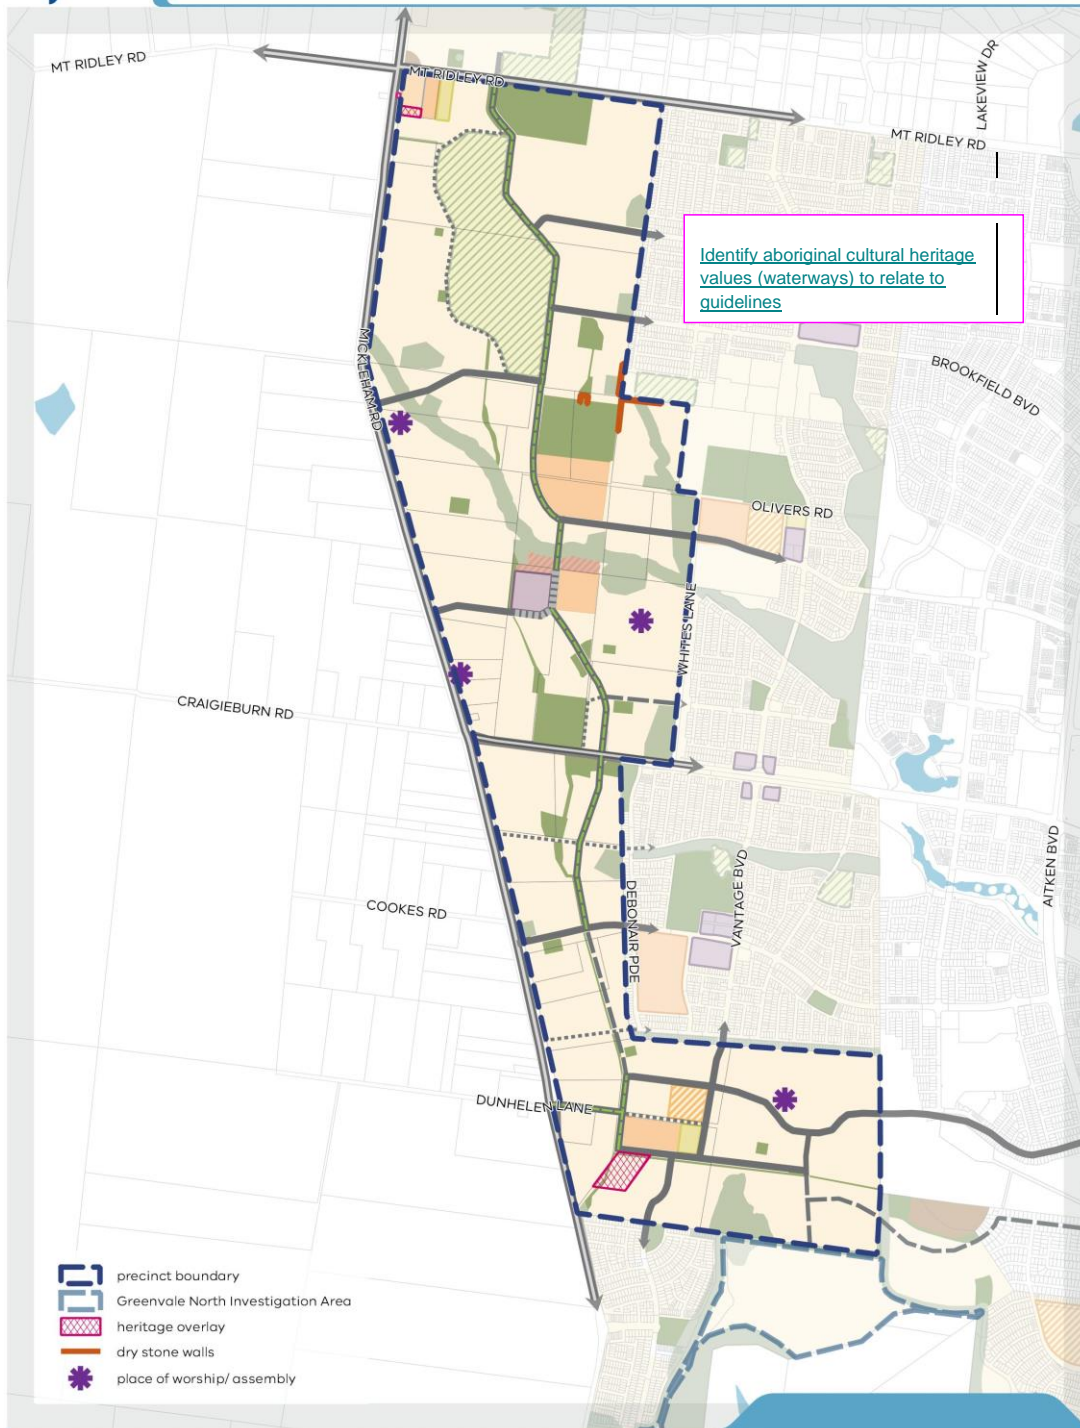 MT RIDLEY RD
MT RIDLEY RD
LAKEVIEW DR
MT RIDLEY RD
Identify aboriginal cultural heritage
values (waterways) to relate to
guidelines
MICKLEHAM RD
BROOKFIELD BVD
OLIVERS RD
WHITES LANE
CRAIGIEBURN RD
AITKEN BVD
VANTAGE BVD
DEBONAIR PDE
COOKES RD
DUNHELEN LANE
precinct boundary
Greenvale North Investigation Area
heritage overlay
dry stone walls
place of worship/ assembly